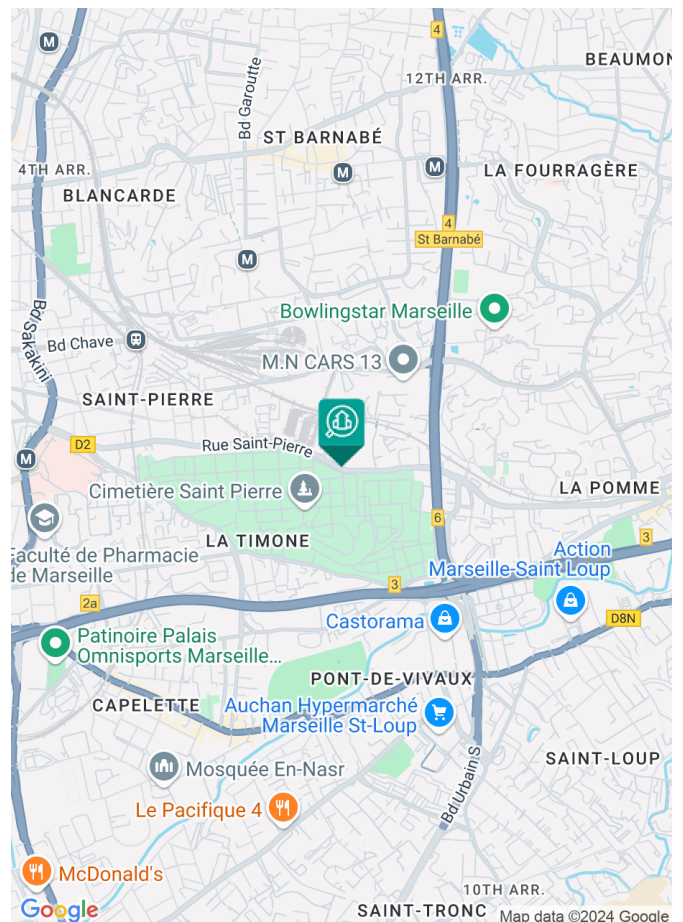 M
4
BEAUMON
12TH ARR.
Bd Garoutte
ST BARNABÉ
4TH ARR.
M
M
LA FOURRAGÈRE
BLANCARDE
4
St Barnabé
M
Bd Sakakini
Bowlingstar Marseille
Bd Chave
M.N CARS 13
SAINT-PIERRE
D2
Rue Saint-Pierre
M
Cimetière Saint Pierre
LA POMME
6
Faculté de Pharmacie
de Marseille
LA TIMONE
3
Action
Marseille-Saint Loup
3
2a
Castorama
D8N
Patinoire Palais
Omnisports Marseille...
PONT-DE-VIVAUX
CAPELETTE
Auchan Hypermarché
Marseille St-Loup
Mosquée En-Nasr
SAINT-LOUP
Bd Urbain S
Le Pacifique 4
McDonald's
10TH ARR.
Google
SAINT-TRONC
Map data ©2024 Google